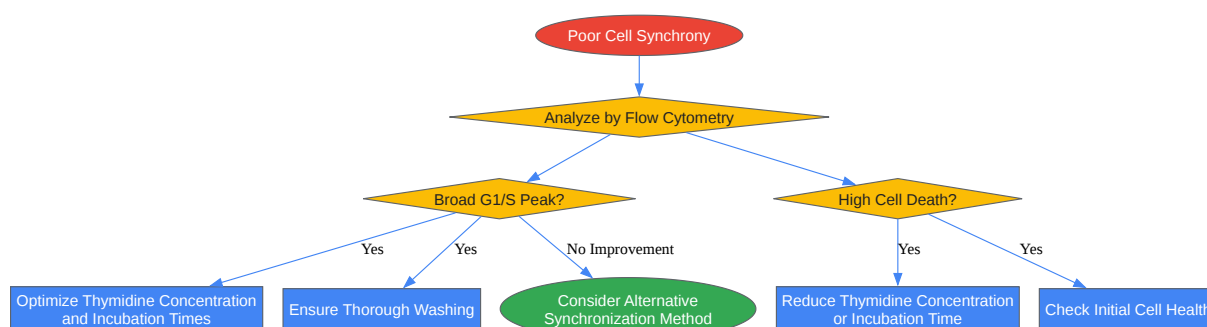 Poor Cell Synchrony
Analyze by Flow Cytometry
Broad G1/S Peak?
High Cell Death?
Yes
Yes
No Improvement
Yes
Yes
Optimize Thymidine Concentration
and Incubation Times
Ensure Thorough Washing
Consider Alternative
Synchronization Method
Reduce Thymidine Concentration
or Incubation Time
Check Initial Cell Health